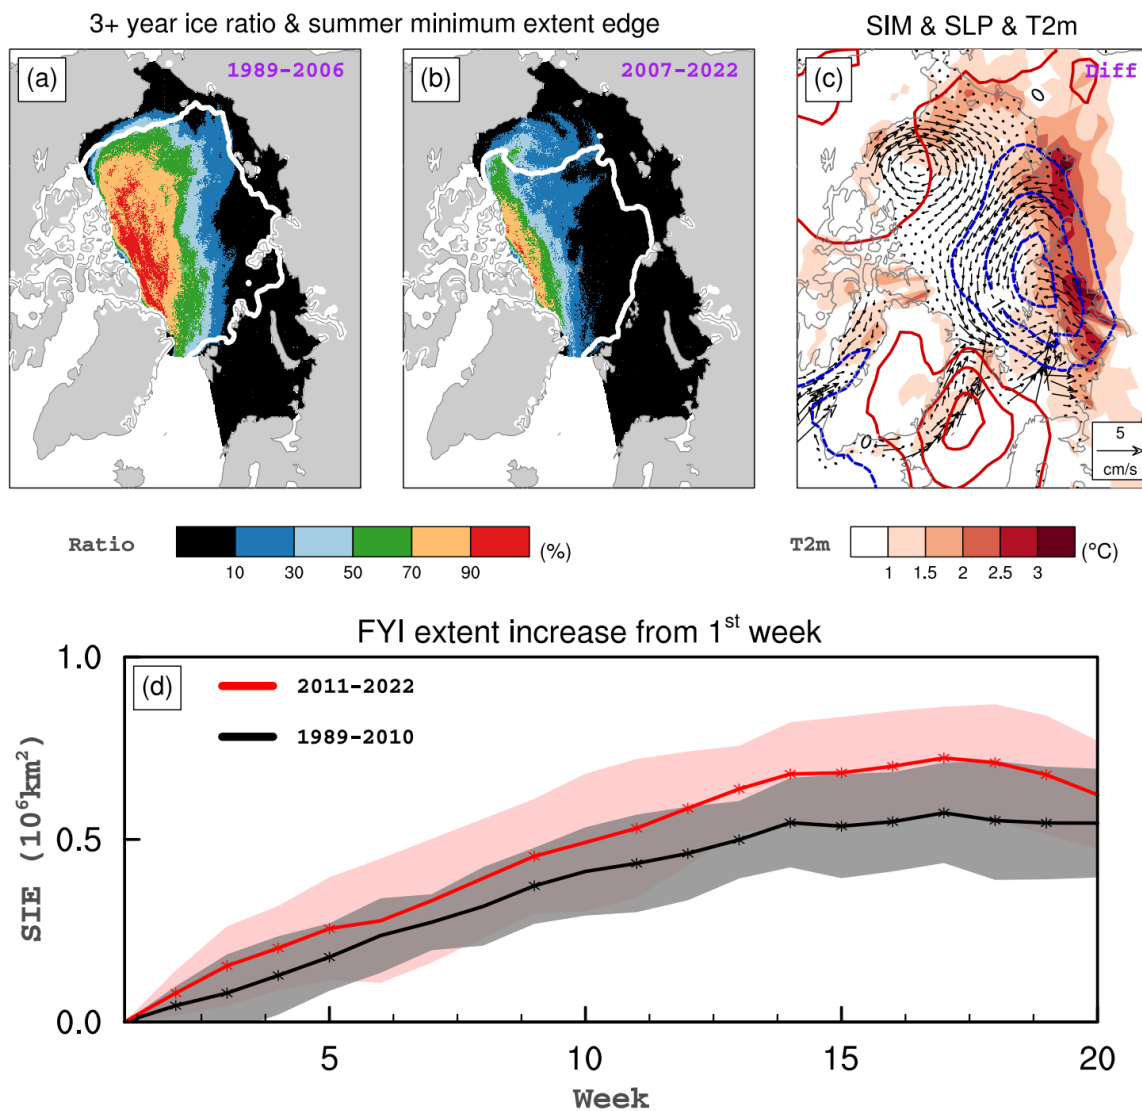 3+ year ice ratio & summer minimum extent edge
SIM & SLP & T2m
(a)
1989-2006
(b)
2007-2022
(c)
Diff
0
0
5
cm/s
Ratio
10
30
50
70
90
(%)
T2m
1
1.5
2
2.5
3
(°C)
FYI extent increase from 1st week
(d)
2011-2022
1989-2010
1.0
0.5
0.0
SIE (10⁶km²)
5
10
15
20
Week